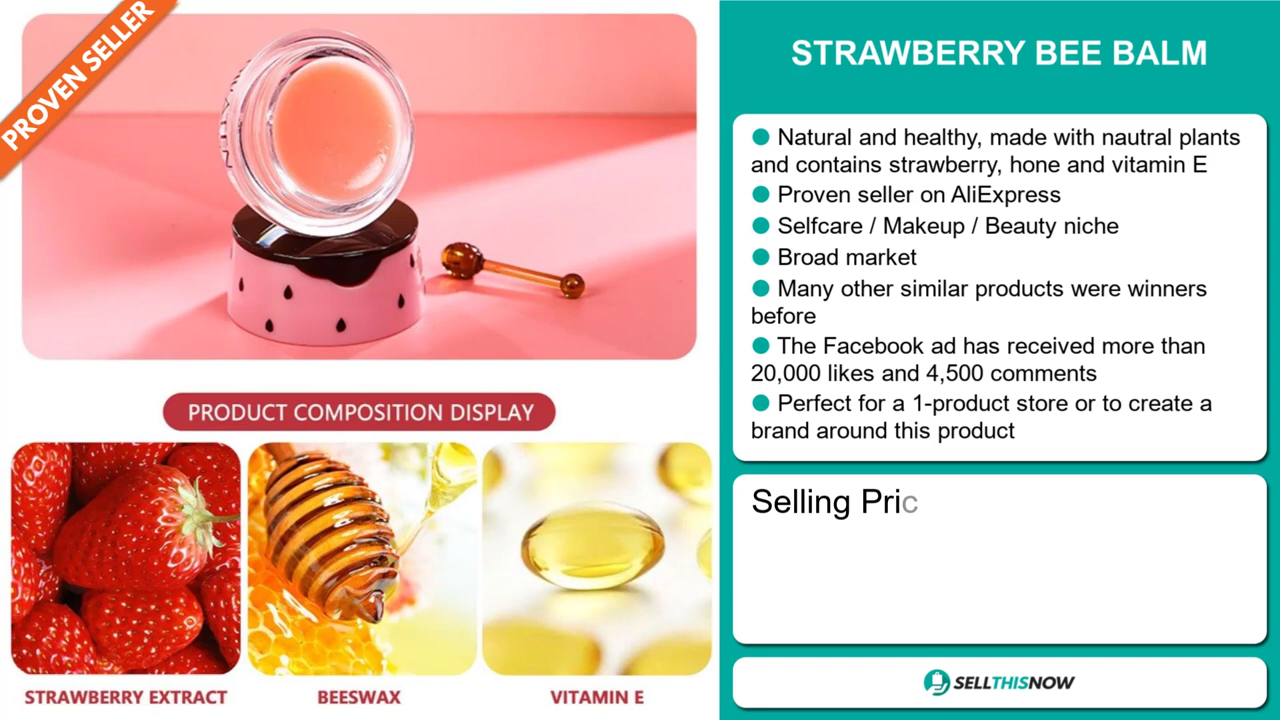 PROVEN SELLER
PRODUCT COMPOSITION DISPLAY
STRAWBERRY EXTRACT
BEESWAX
VITAMIN E
STRAWBERRY BEE BALM
● Natural and healthy, made with nautral plants
and contains strawberry, hone and vitamin E
● Proven seller on AliExpress
● Selfcare / Makeup / Beauty niche
● Broad market
● Many other similar products were winners
before
● The Facebook ad has received more than
20,000 likes and 4,500 comments
● Perfect for a 1-product store or to create a
brand around this product
Selling Pric
SELLTHISNOW